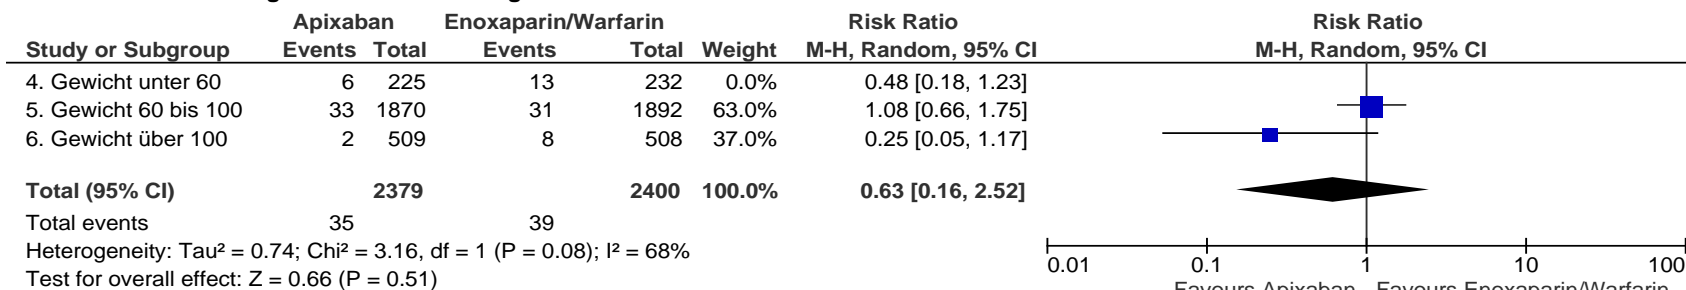 Apixaban Enoxaparin/Warfarin Risk Ratio Risk Ratio
Study or Subgroup Events Total Events Total Weight M-H, Random, 95% CI M-H, Random, 95% CI
4. Gewicht unter 60 6 225 13 232 0.0% 0.48 [0.18, 1.23]
5. Gewicht 60 bis 100 33 1870 31 1892 63.0% 1.08 [0.66, 1.75]
6. Gewicht über 100 2 509 8 508 37.0% 0.25 [0.05, 1.17]
Total (95% CI) 2379 2400 100.0% 0.63 [0.16, 2.52]
Total events 35 39
Heterogeneity: Tau² = 0.74; Chi² = 3.16, df = 1 (P = 0.08); I² = 68%
Test for overall effect: Z = 0.66 (P = 0.51)
0.01 0.1 1 10 100
Favours Apixaban Favours Enoxaparin/Warfarin